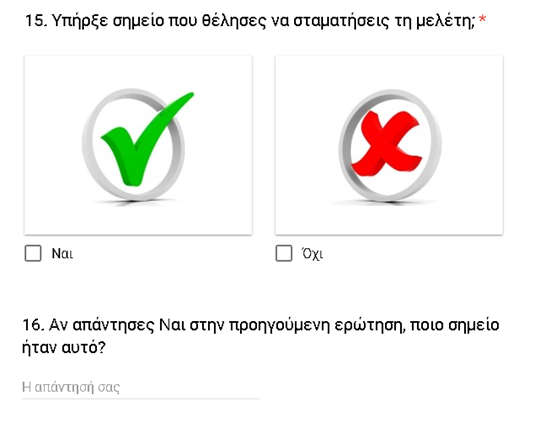 15. Υπήρξε σημείο που θέλησες να σταματήσεις τη μελέτη; *
Ναι
Όχι
16. Αν απάντησες Ναι στην προηγούμενη ερώτηση, ποιο σημείο
ήταν αυτό?
Η απάντησή σας